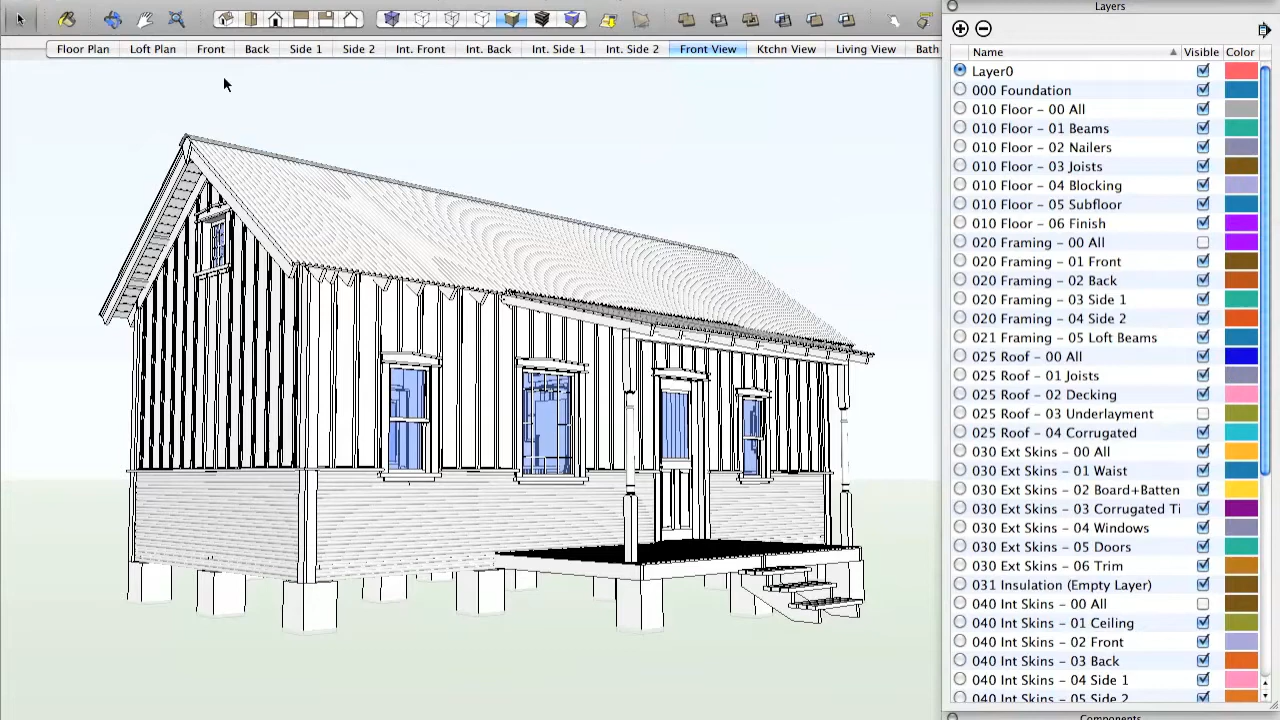 Layers
Floor Plan Loft Plan Front Back Side 1 Side 2 Int. Front Int. Back Int. Side 1 Int. Side 2 Front View Ktchn View Living View Bath
Name Visible Color
Layer0
000 Foundation
010 Floor - 00 All
010 Floor - 01 Beams
010 Floor - 02 Nailers
010 Floor - 03 Joists
010 Floor - 04 Blocking
010 Floor - 05 Subfloor
010 Floor - 06 Finish
020 Framing - 00 All
020 Framing - 01 Front
020 Framing - 02 Back
020 Framing - 03 Side 1
020 Framing - 04 Side 2
021 Framing - 05 Loft Beams
025 Roof - 00 All
025 Roof - 01 Joists
025 Roof - 02 Decking
025 Roof - 03 Underlayment
025 Roof - 04 Corrugated
030 Ext Skins - 00 All
030 Ext Skins - 01 Waist
030 Ext Skins - 02 Board+Batten
030 Ext Skins - 03 Corrugated Ti
030 Ext Skins - 04 Windows
030 Ext Skins - 05 Doors
030 Ext Skins - 06 Trim
031 Insulation (Empty Layer)
040 Int Skins - 00 All
040 Int Skins - 01 Ceiling
040 Int Skins - 02 Front
040 Int Skins - 03 Back
040 Int Skins - 04 Side 1
040 Int Skins - 05 Side 2
Components